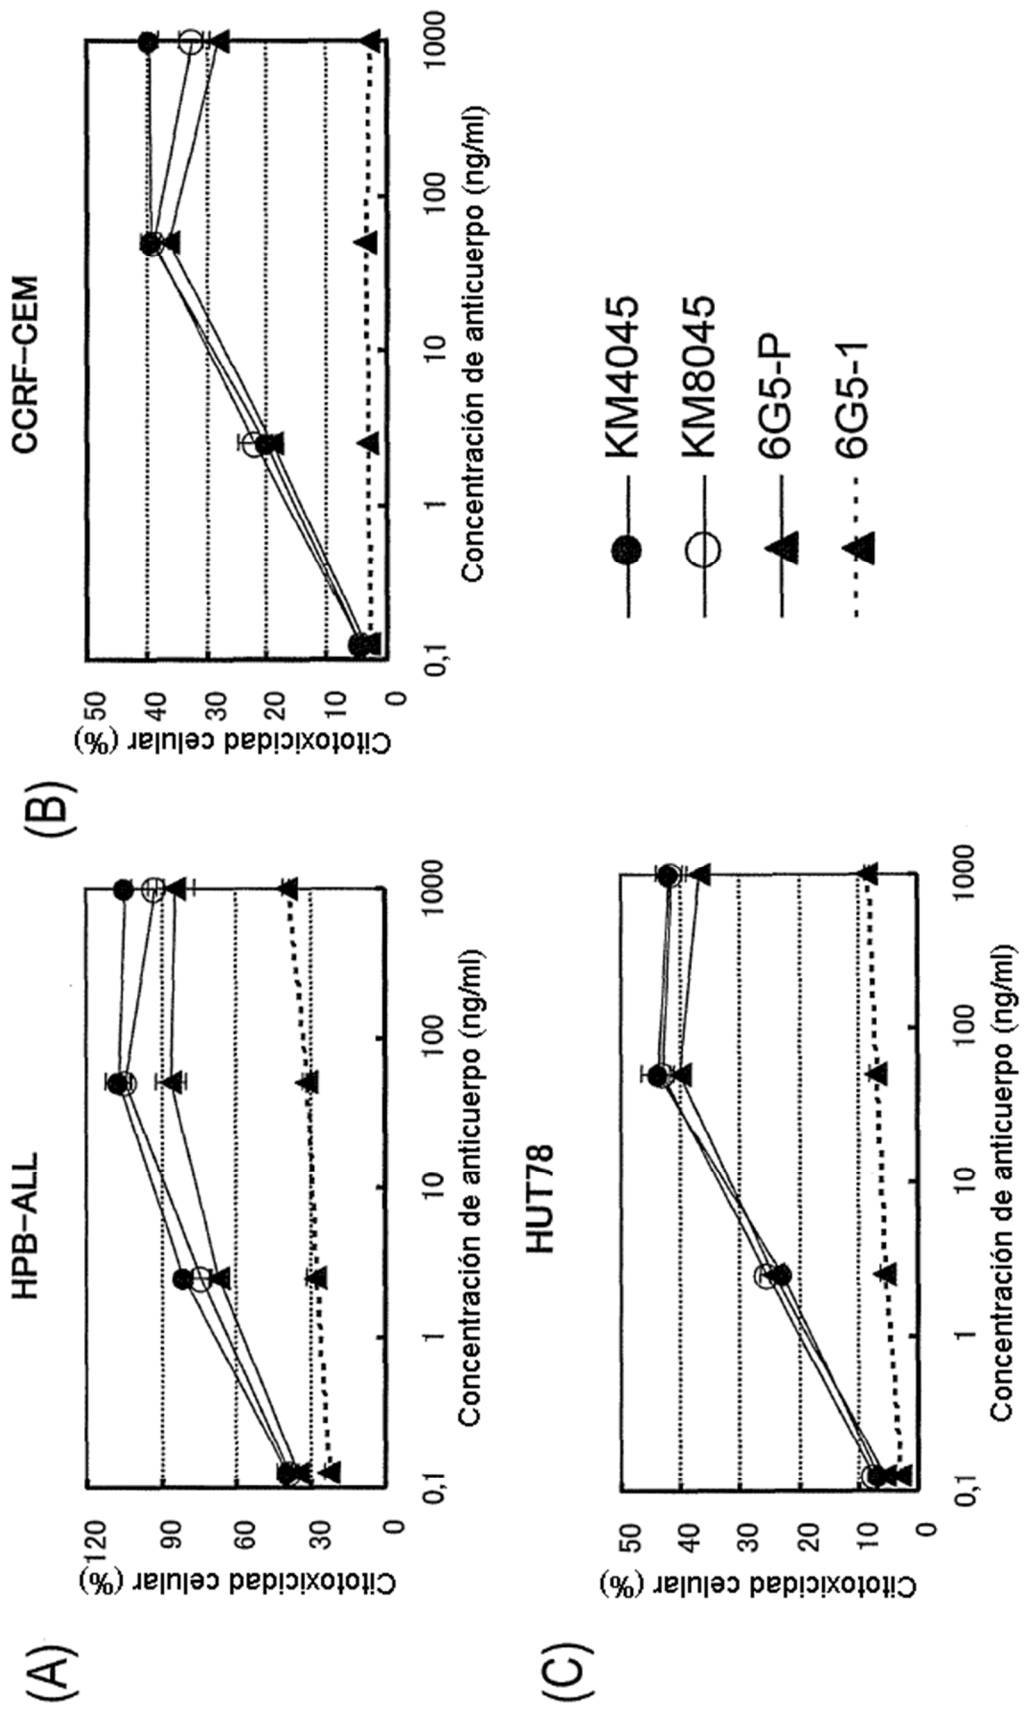 (A)
HPB-ALL
Citotoxicidad celular (%)
120
90
60
30
0
0,1
1
10
100
1000
Concentración de anticuerpo (ng/ml)
(B)
CCRF-CEM
Citotoxicidad celular (%)
50
40
30
20
10
0
0,1
1
10
100
1000
Concentración de anticuerpo (ng/ml)
(C)
HUT78
Citotoxicidad celular (%)
50
40
30
20
10
0
0,1
1
10
100
1000
Concentración de anticuerpo (ng/ml)
KM4045
KM8045
6G5-P
6G5-1